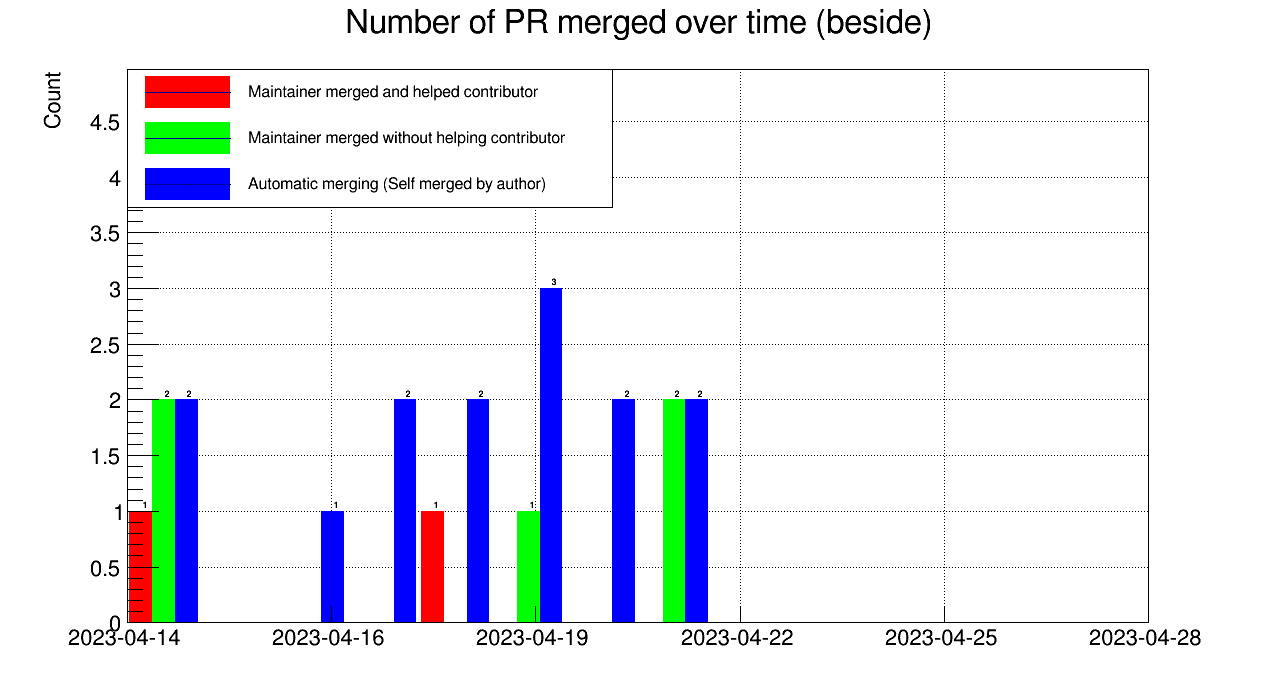 Number of PR merged over time (beside)
Count
Maintainer merged and helped contributor
Maintainer merged without helping contributor
Automatic merging (Self merged by author)
4.5
4
3.5
3
2.5
2
1.5
1
0.5
0
1 2 2 1 2 1 2 1 3 2 2 2
2023-04-14 2023-04-16 2023-04-19 2023-04-22 2023-04-25 2023-04-28